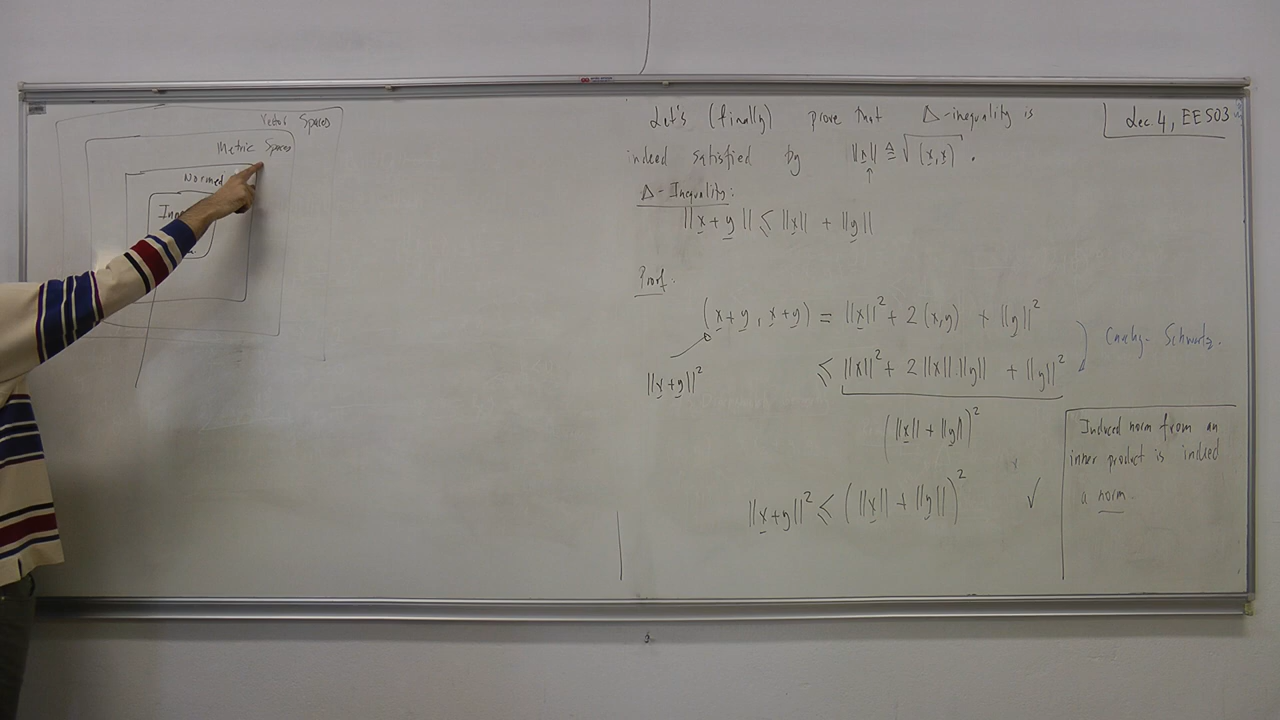 Vector Spaces
Metric Spaces
Normed
Lec. 4, EE503
Let's (finally) prove that Δ-inequality is
indeed satisfied by ||x|| ≜ √(x,x) .
Δ-Inequality:
||x + y|| ≤ ||x|| + ||y||
Proof:
(x+y, x+y) = ||x||² + 2(x,y) + ||y||²
||x+y||²
≤ ||x||² + 2||x||.||y|| + ||y||²
Cauchy-Schwartz.
(||x|| + ||y||)²
||x+y||² ≤ (||x|| + ||y||)² ✓
Induced norm from an
inner product is indeed
a norm.